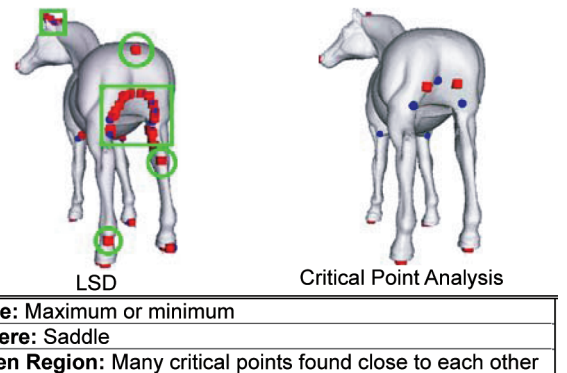 LSD
Critical Point Analysis
e: Maximum or minimum
ere: Saddle
en Region: Many critical points found close to each other